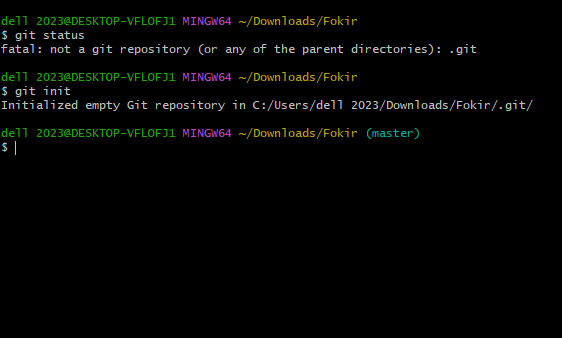 dell 2023@DESKTOP-VFLOFJ1 MINGW64 ~/Downloads/Fokir
$ git status
fatal: not a git repository (or any of the parent directories): .git
dell 2023@DESKTOP-VFLOFJ1 MINGW64 ~/Downloads/Fokir
$ git init
Initialized empty Git repository in C:/Users/dell 2023/Downloads/Fokir/.git/
dell 2023@DESKTOP-VFLOFJ1 MINGW64 ~/Downloads/Fokir (master)
$